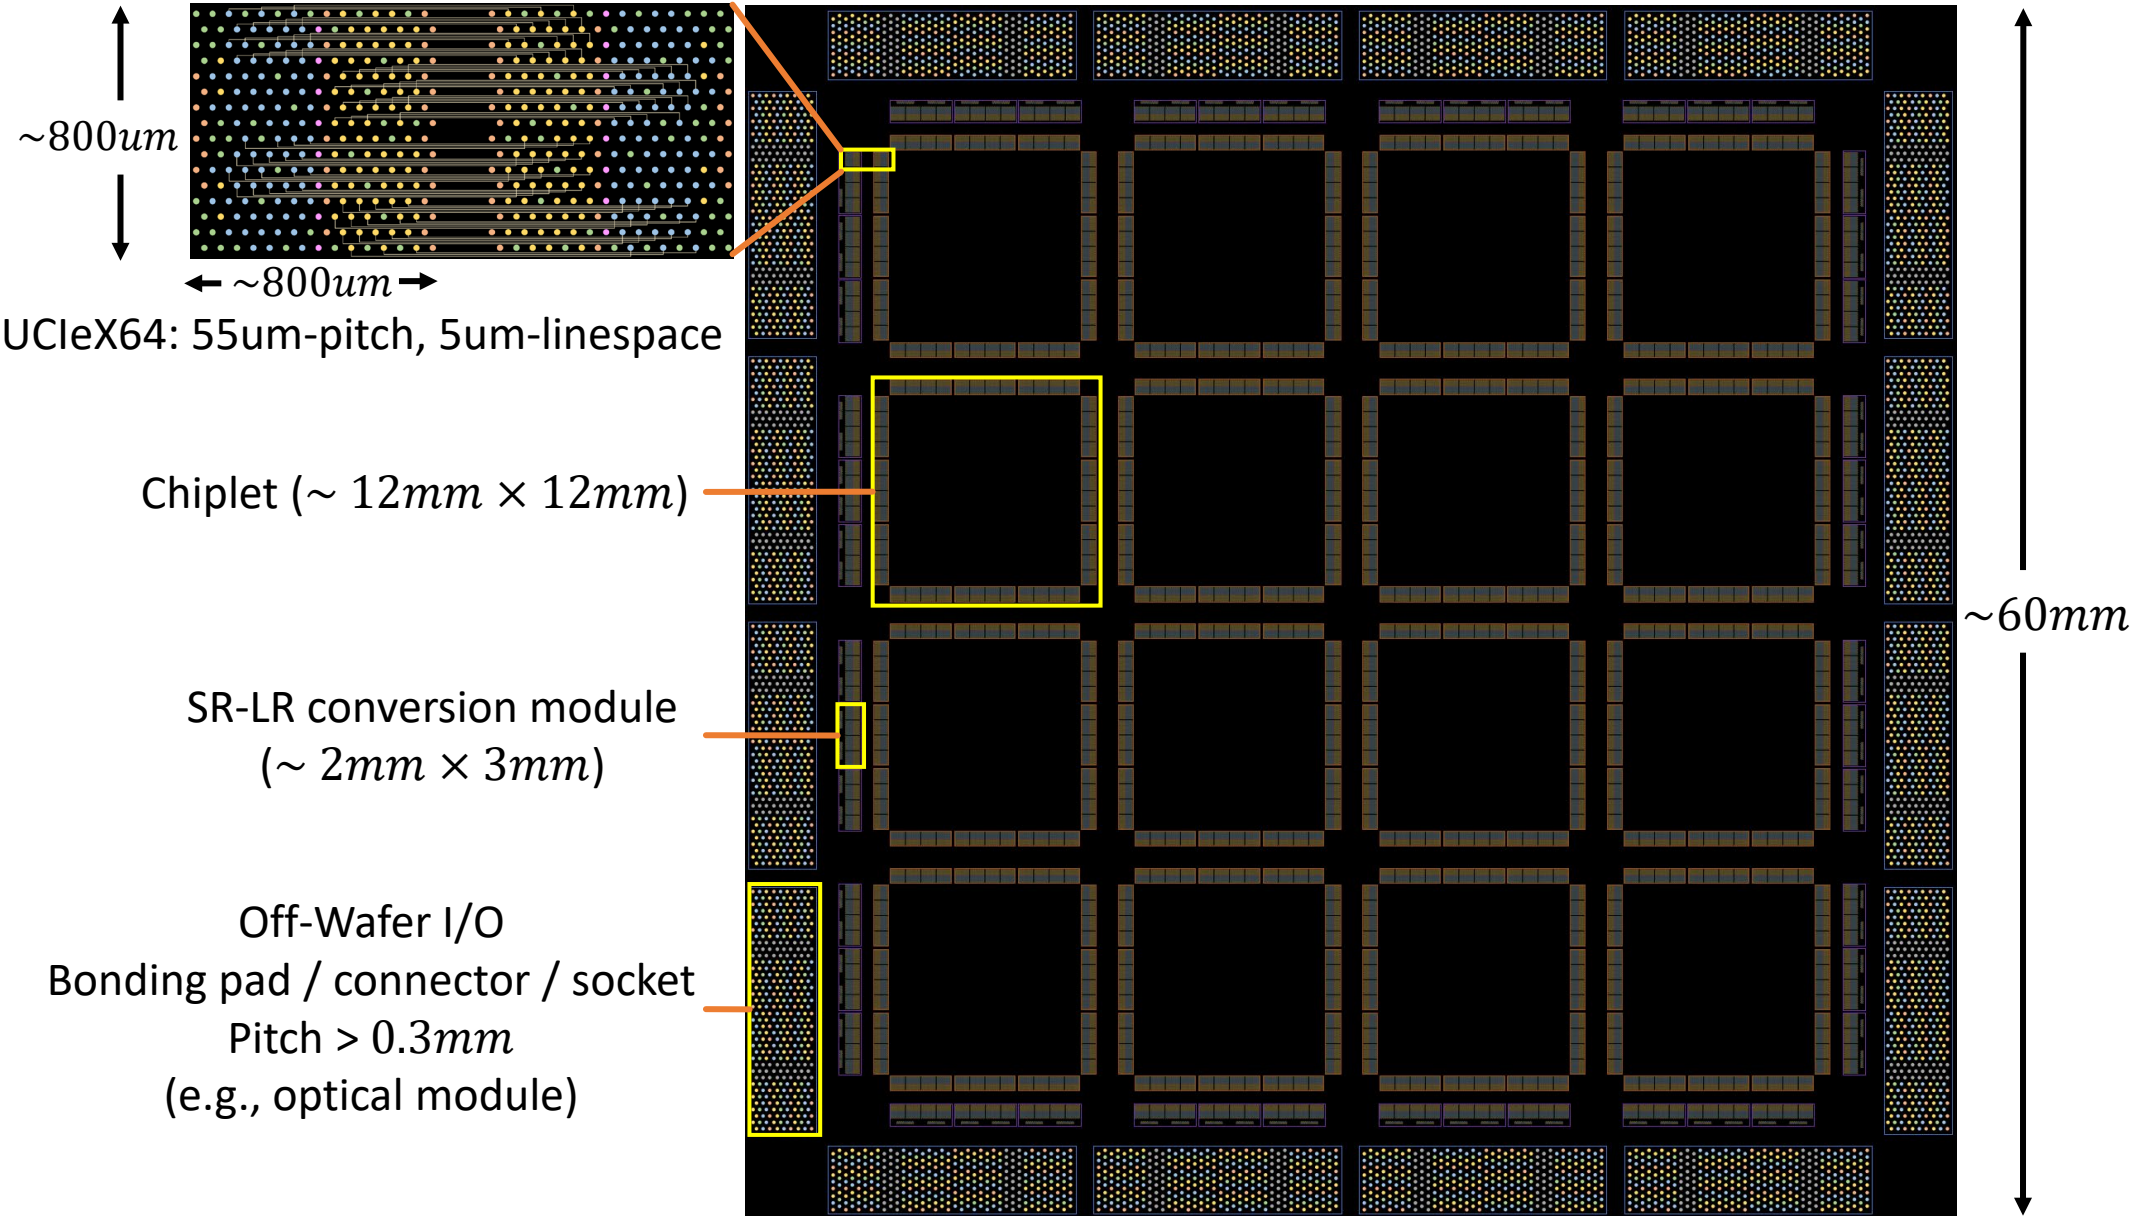 ~800um
~800um
UCIeX64: 55um-pitch, 5um-linespace
Chiplet (~ 12mm × 12mm)
SR-LR conversion module
(~ 2mm × 3mm)
Off-Wafer I/O
Bonding pad / connector / socket
Pitch > 0.3mm
(e.g., optical module)
~60mm